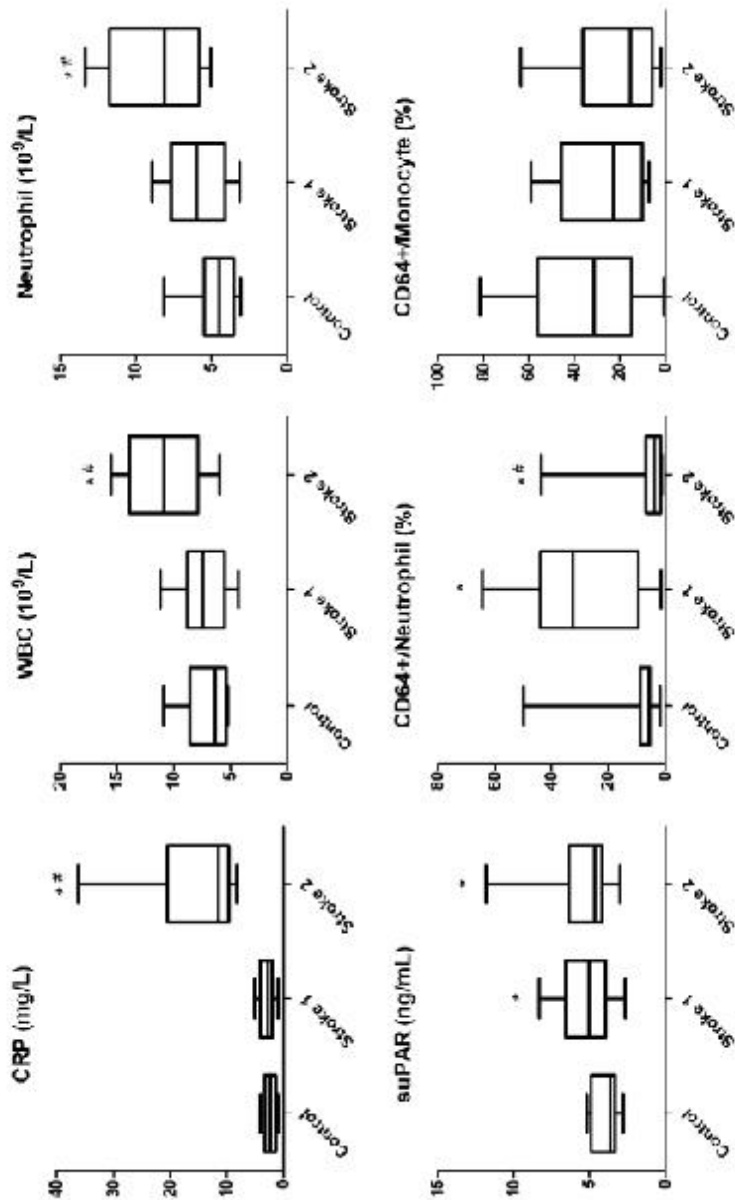 CRP (mg/L)
40
30
20
10
0
* #
Control
Stroke 1
Stroke 2
WBC (10⁹/L)
20
15
10
5
0
* #
Control
Stroke 1
Stroke 2
Neutrophil (10⁹/L)
15
10
5
0
* #
Control
Stroke 1
Stroke 2
suPAR (ng/mL)
15
10
5
0
*
*
Control
Stroke 1
Stroke 2
CD64+/Neutrophil (%)
80
60
40
20
0
*
* #
Control
Stroke 1
Stroke 2
CD64+/Monocyte (%)
100
80
60
40
20
0
Control
Stroke 1
Stroke 2